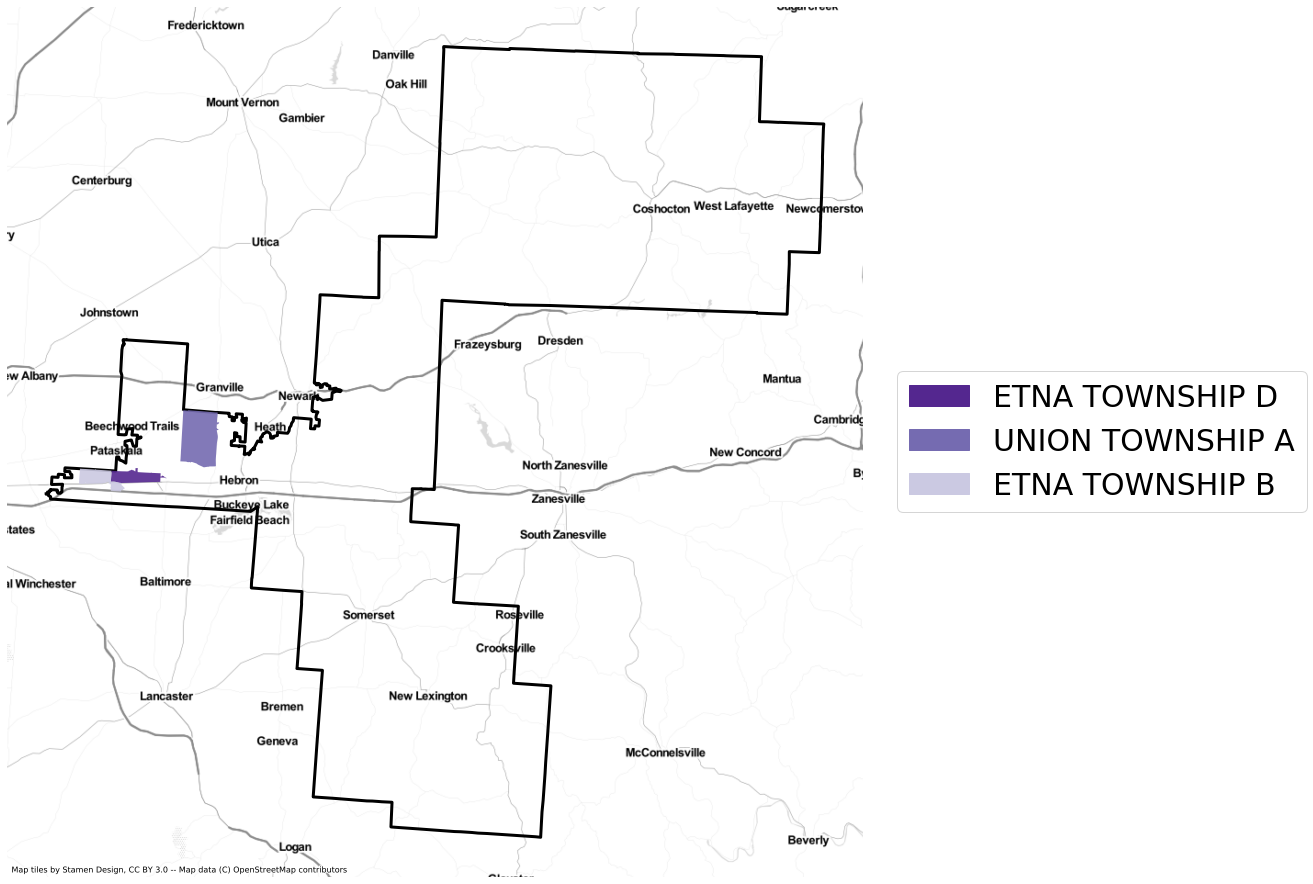 Sugarcreek
Fredericktown
Danville
Oak Hill
Mount Vernon
Gambier
Centerburg
Coshocton
West Lafayette
Newcomerstow
ry
Utica
Johnstown
Frazeysburg
Dresden
ew Albany
Granville
Newark
Mantua
Beechwood Trails
Heath
Cambridg
Pataskala
North Zanesville
New Concord
Hebron
By
Buckeye Lake
Zanesville
Fairfield Beach
states
South Zanesville
al Winchester
Baltimore
Somerset
Roseville
Crooksville
Lancaster
Bremen
New Lexington
Geneva
McConnelsville
Logan
Beverly
Map tiles by Stamen Design, CC BY 3.0 -- Map data (C) OpenStreetMap contributors
ETNA TOWNSHIP D
UNION TOWNSHIP A
ETNA TOWNSHIP B